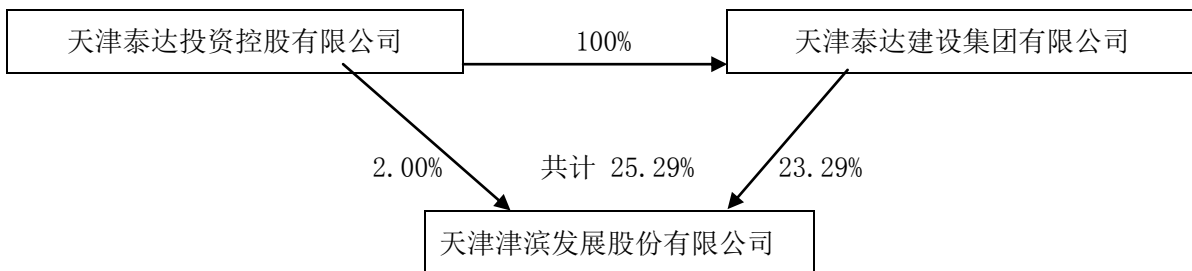 天津泰达投资控股有限公司
100%
天津泰达建设集团有限公司
2.00%
共计 25.29%
23.29%
天津津滨发展股份有限公司